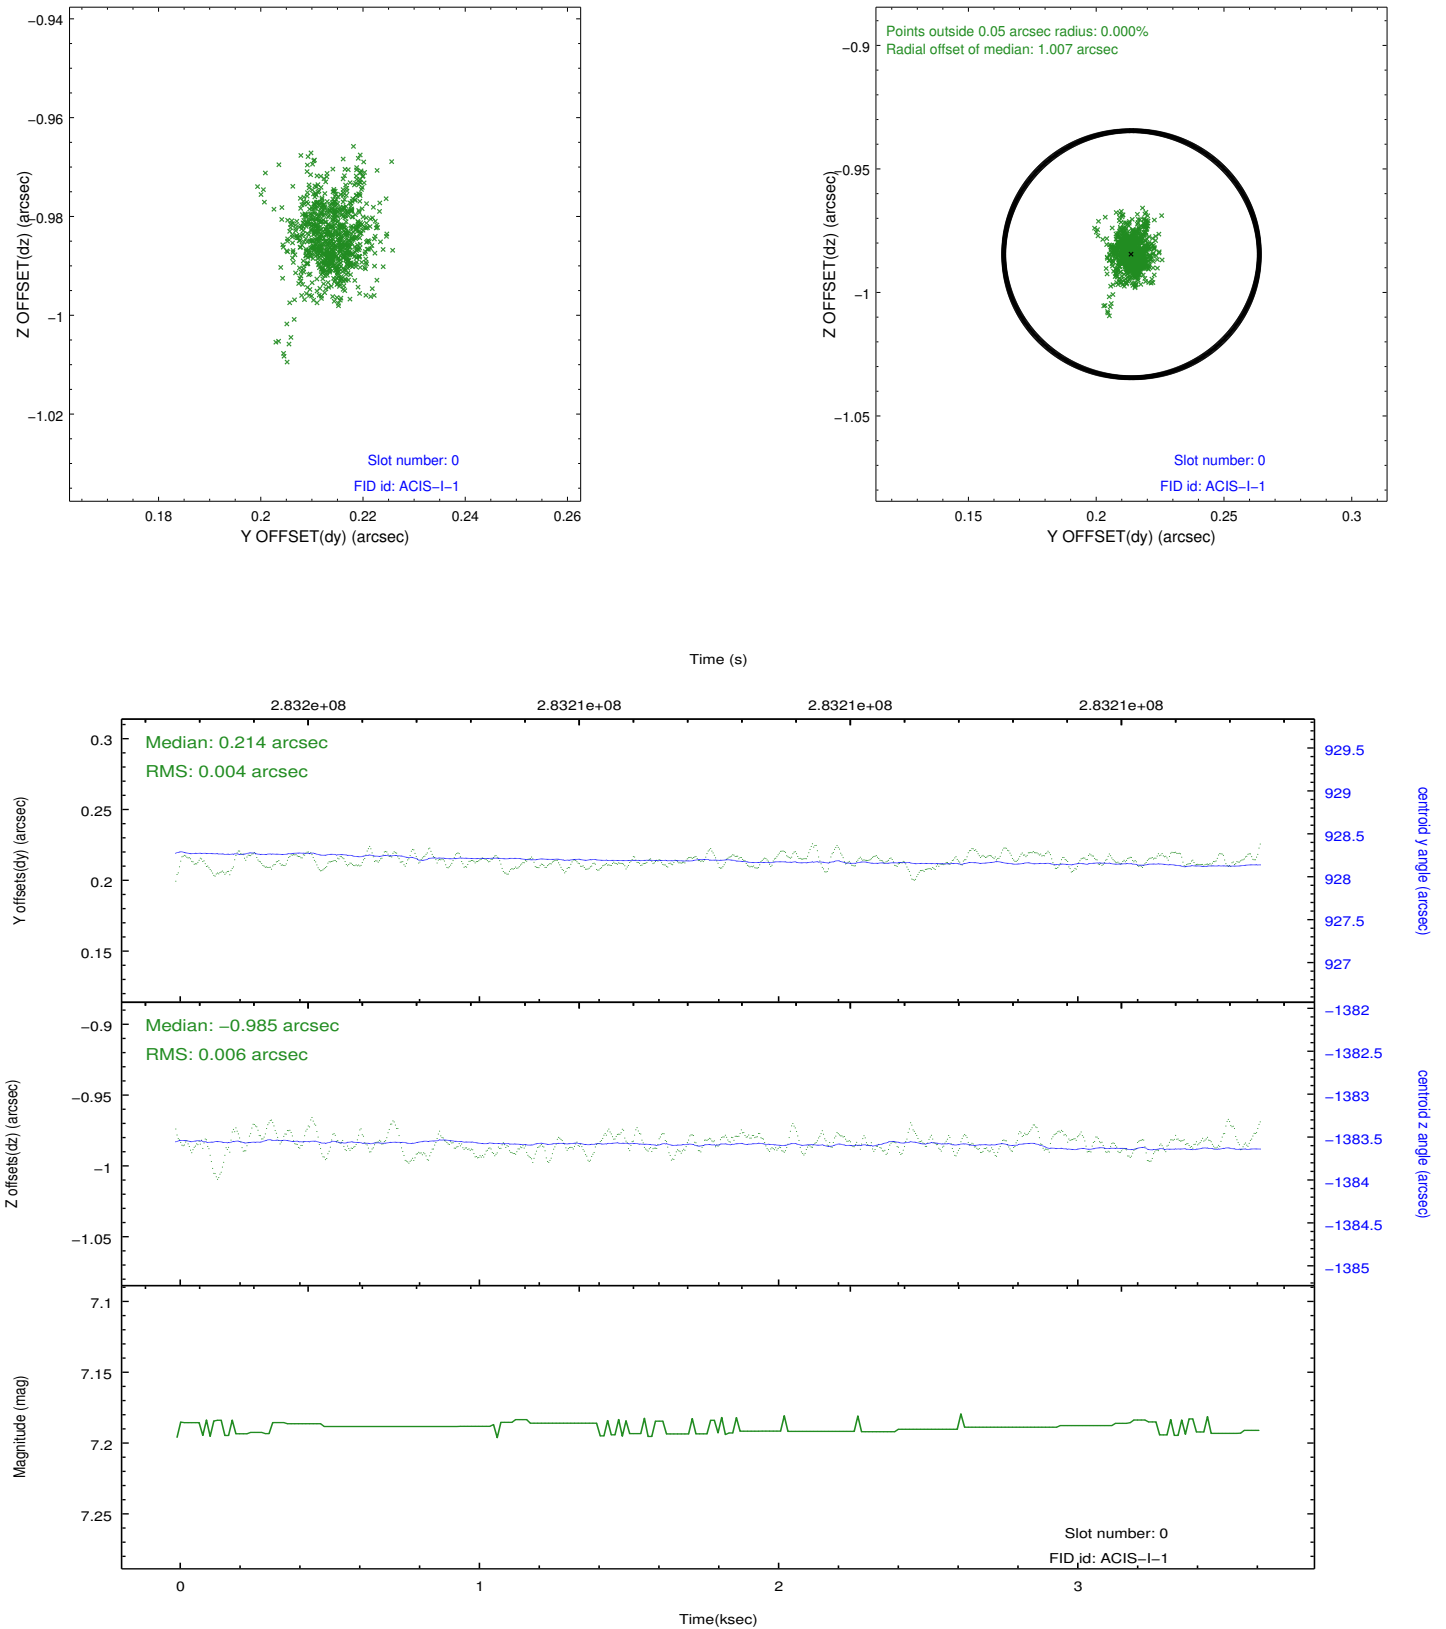 −0.94
−0.96
−0.98
−1
−1.02
Z OFFSET(dz) (arcsec)
Slot number: 0
FID id: ACIS−I−1
0.18
0.2
0.22
0.24
0.26
Y OFFSET(dy) (arcsec)
Points outside 0.05 arcsec radius: 0.000%
Radial offset of median: 1.007 arcsec
−0.9
−0.95
−1
−1.05
Z OFFSET(dz) (arcsec)
Slot number: 0
FID id: ACIS−I−1
0.15
0.2
0.25
0.3
Y OFFSET(dy) (arcsec)
Time (s)
2.832e+08
2.8321e+08
2.8321e+08
2.8321e+08
Median: 0.214 arcsec
RMS: 0.004 arcsec
0.3
0.25
0.2
0.15
Y offsets(dy) (arcsec)
929.5
929
928.5
928
927.5
927
centroid y angle (arcsec)
Median: −0.985 arcsec
RMS: 0.006 arcsec
−0.9
−0.95
−1
−1.05
Z offsets(dz) (arcsec)
−1382
−1382.5
−1383
−1383.5
−1384
−1384.5
−1385
centroid z angle (arcsec)
7.1
7.15
7.2
7.25
Magnitude (mag)
Slot number: 0
FID id: ACIS−I−1
0
1
2
3
Time(ksec)